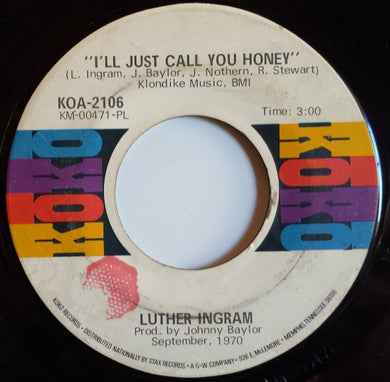 "I'LL JUST CALL YOU HONEY"
(L. Ingram, J. Baylor, J. Nothern, R. Stewart)
Klondike Music, BMI
KOA-2106
KM-00471-PL
Time: 3:00
KOKO
KOKO
LUTHER INGRAM
Prod. by Johnny Baylor
September, 1970
KOKO RECORDS - DISTRIBUTED NATIONALLY BY STAX RECORDS - A G-W COMPANY - 926 E. McLEMORE - MEMPHIS, TENNESSEE 38106